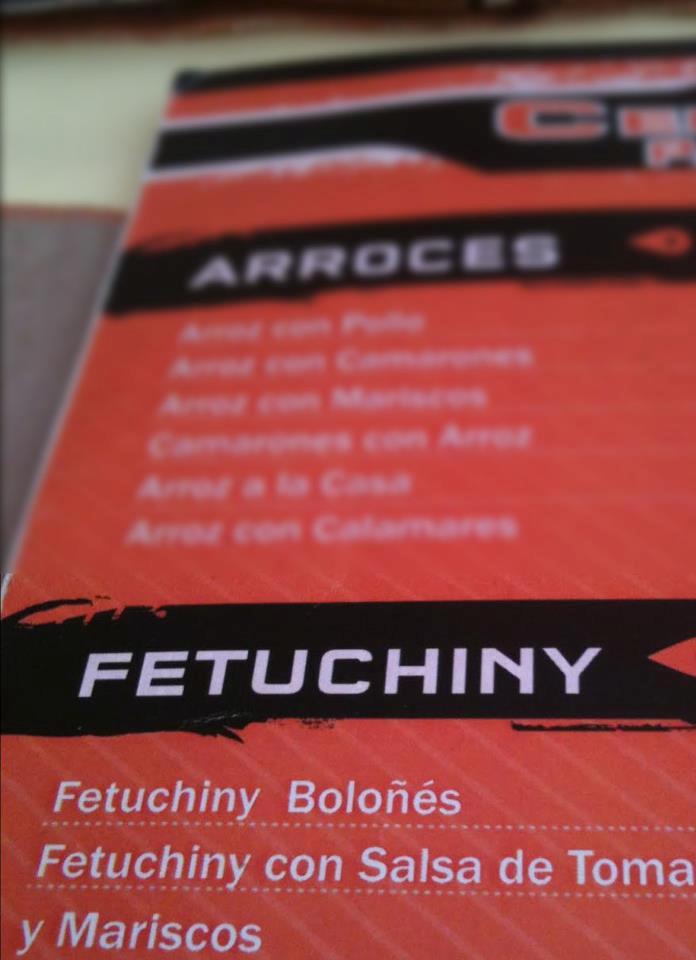 ARROCES
Arroz con Pollo
Arroz con Camarones
Arroz con Mariscos
Camarones con Arroz
Arroz a la Casa
Arroz con Calamares
FETUCHINY
Fetuchiny Boloñés
Fetuchiny con Salsa de Toma
y Mariscos